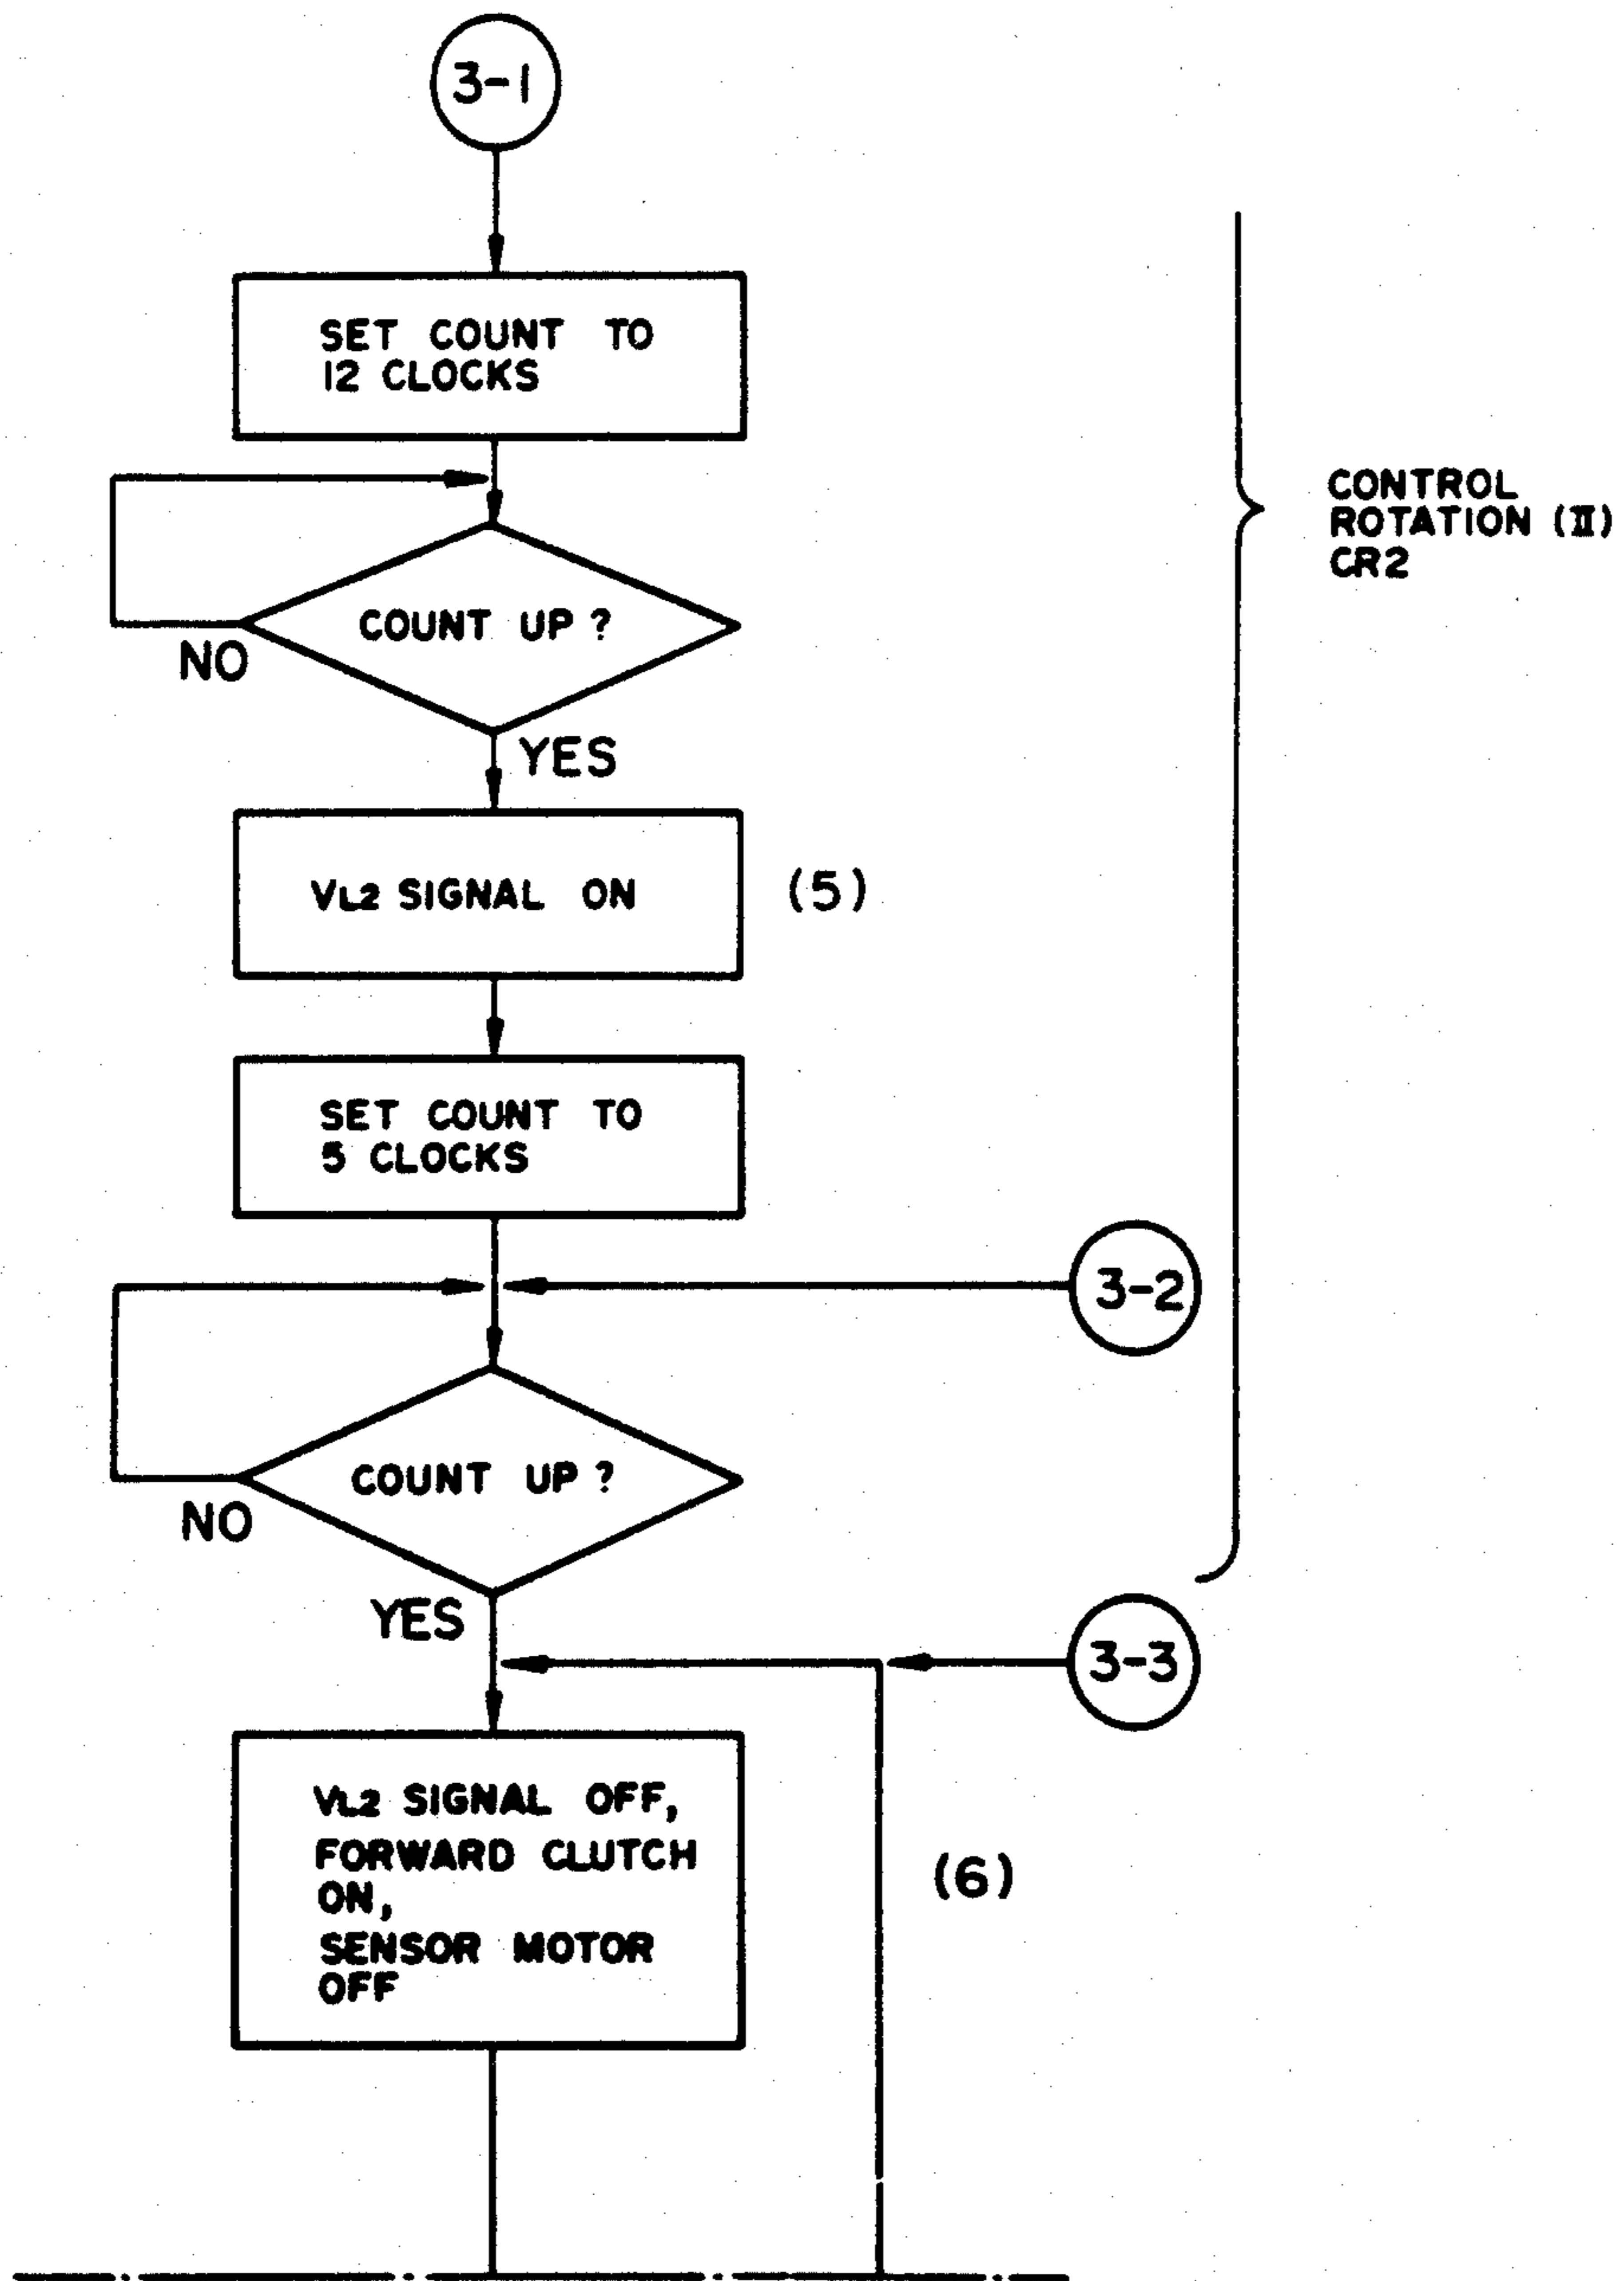 3-1
SET COUNT TO
12 CLOCKS
CONTROL
ROTATION (II)
CR2
COUNT UP ?
NO
YES
VL2 SIGNAL ON
(5)
SET COUNT TO
5 CLOCKS
3-2
COUNT UP ?
NO
YES
3-3
VL2 SIGNAL OFF,
FORWARD CLUTCH
ON,
SENSOR MOTOR
OFF
(6)